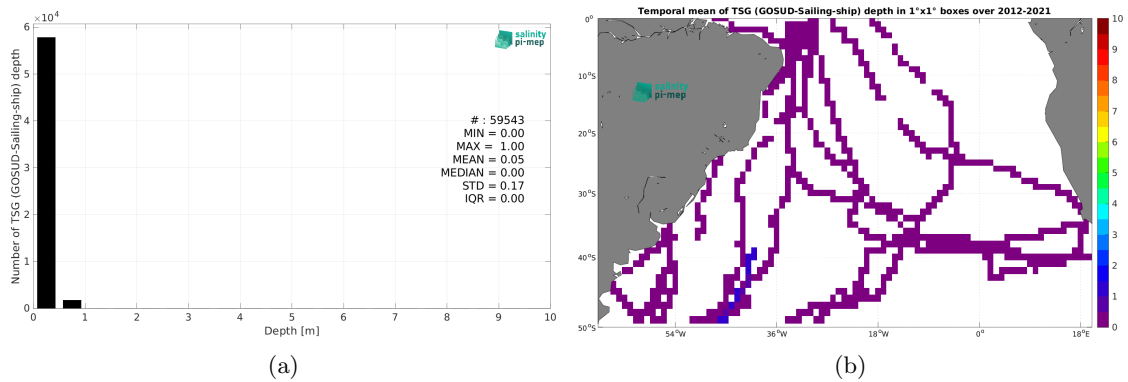 ×10⁴
6
5
4
3
2
1
0
Number of TSG (GOSUD-Sailing-ship) depth
0 1 2 3 4 5 6 7 8 9 10
Depth [m]
salinity
pi-mep
# : 59543
MIN = 0.00
MAX = 1.00
MEAN = 0.05
MEDIAN = 0.00
STD = 0.17
IQR = 0.00
(a)
Temporal mean of TSG (GOSUD-Sailing-ship) depth in 1°x1° boxes over 2012-2021
salinity
pi-mep
0°
10°S
20°S
30°S
40°S
50°S
54°W 36°W 18°W 0° 18°E
10
9
8
7
6
5
4
3
2
1
0
(b)